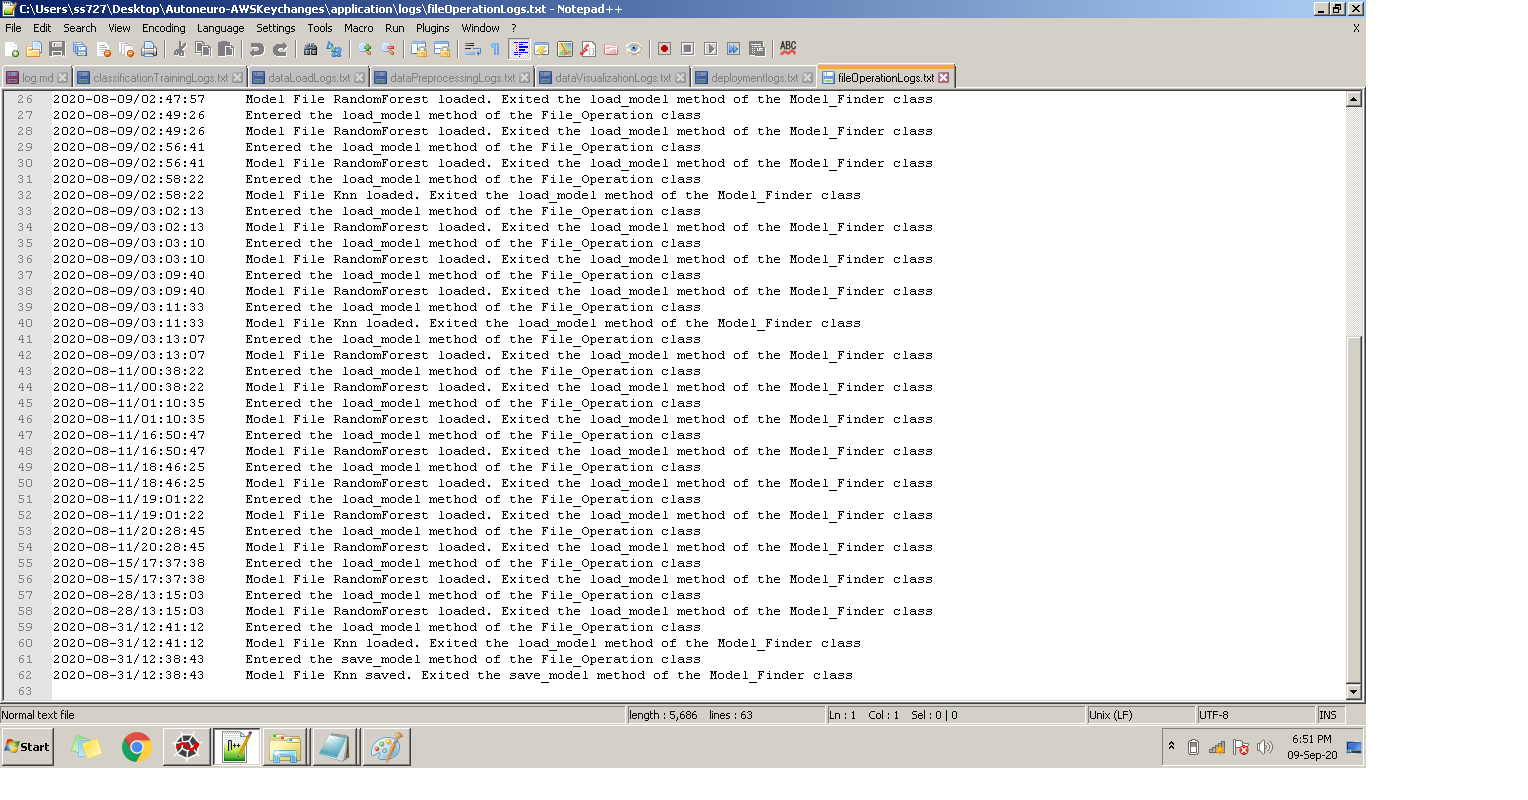 C:\Users\ss727\Desktop\Autoneuro-AWSKeychanges\application\logs\fileOperationLogs.txt - Notepad++
File Edit Search View Encoding Language Settings Tools Macro Run Plugins Window ? X
ABC
log.md classificationTrainingLogs.txt dataLoadLogs.txt dataPreprocessingLogs.txt dataVisualizationLogs.txt deploymentlogs.txt fileOperationLogs.txt
26 2020-08-09/02:47:57 Model File RandomForest loaded. Exited the load_model method of the Model_Finder class
27 2020-08-09/02:49:26 Entered the load_model method of the File_Operation class
28 2020-08-09/02:49:26 Model File RandomForest loaded. Exited the load_model method of the Model_Finder class
29 2020-08-09/02:56:41 Entered the load_model method of the File_Operation class
30 2020-08-09/02:56:41 Model File RandomForest loaded. Exited the load_model method of the Model_Finder class
31 2020-08-09/02:58:22 Entered the load_model method of the File_Operation class
32 2020-08-09/02:58:22 Model File Knn loaded. Exited the load_model method of the Model_Finder class
33 2020-08-09/03:02:13 Entered the load_model method of the File_Operation class
34 2020-08-09/03:02:13 Model File RandomForest loaded. Exited the load_model method of the Model_Finder class
35 2020-08-09/03:03:10 Entered the load_model method of the File_Operation class
36 2020-08-09/03:03:10 Model File RandomForest loaded. Exited the load_model method of the Model_Finder class
37 2020-08-09/03:09:40 Entered the load_model method of the File_Operation class
38 2020-08-09/03:09:40 Model File RandomForest loaded. Exited the load_model method of the Model_Finder class
39 2020-08-09/03:11:33 Entered the load_model method of the File_Operation class
40 2020-08-09/03:11:33 Model File Knn loaded. Exited the load_model method of the Model_Finder class
41 2020-08-09/03:13:07 Entered the load_model method of the File_Operation class
42 2020-08-09/03:13:07 Model File RandomForest loaded. Exited the load_model method of the Model_Finder class
43 2020-08-11/00:38:22 Entered the load_model method of the File_Operation class
44 2020-08-11/00:38:22 Model File RandomForest loaded. Exited the load_model method of the Model_Finder class
45 2020-08-11/01:10:35 Entered the load_model method of the File_Operation class
46 2020-08-11/01:10:35 Model File RandomForest loaded. Exited the load_model method of the Model_Finder class
47 2020-08-11/16:50:47 Entered the load_model method of the File_Operation class
48 2020-08-11/16:50:47 Model File RandomForest loaded. Exited the load_model method of the Model_Finder class
49 2020-08-11/18:46:25 Entered the load_model method of the File_Operation class
50 2020-08-11/18:46:25 Model File RandomForest loaded. Exited the load_model method of the Model_Finder class
51 2020-08-11/19:01:22 Entered the load_model method of the File_Operation class
52 2020-08-11/19:01:22 Model File RandomForest loaded. Exited the load_model method of the Model_Finder class
53 2020-08-11/20:28:45 Entered the load_model method of the File_Operation class
54 2020-08-11/20:28:45 Model File RandomForest loaded. Exited the load_model method of the Model_Finder class
55 2020-08-15/17:37:38 Entered the load_model method of the File_Operation class
56 2020-08-15/17:37:38 Model File RandomForest loaded. Exited the load_model method of the Model_Finder class
57 2020-08-28/13:15:03 Entered the load_model method of the File_Operation class
58 2020-08-28/13:15:03 Model File RandomForest loaded. Exited the load_model method of the Model_Finder class
59 2020-08-31/12:41:12 Entered the load_model method of the File_Operation class
60 2020-08-31/12:41:12 Model File Knn loaded. Exited the load_model method of the Model_Finder class
61 2020-08-31/12:38:43 Entered the save_model method of the File_Operation class
62 2020-08-31/12:38:43 Model File Knn saved. Exited the save_model method of the Model_Finder class
63
Normal text file length : 5,686 lines : 63 Ln : 1 Col : 1 Sel : 0 | 0 Unix (LF) UTF-8 INS
Start 6:51 PM
09-Sep-20